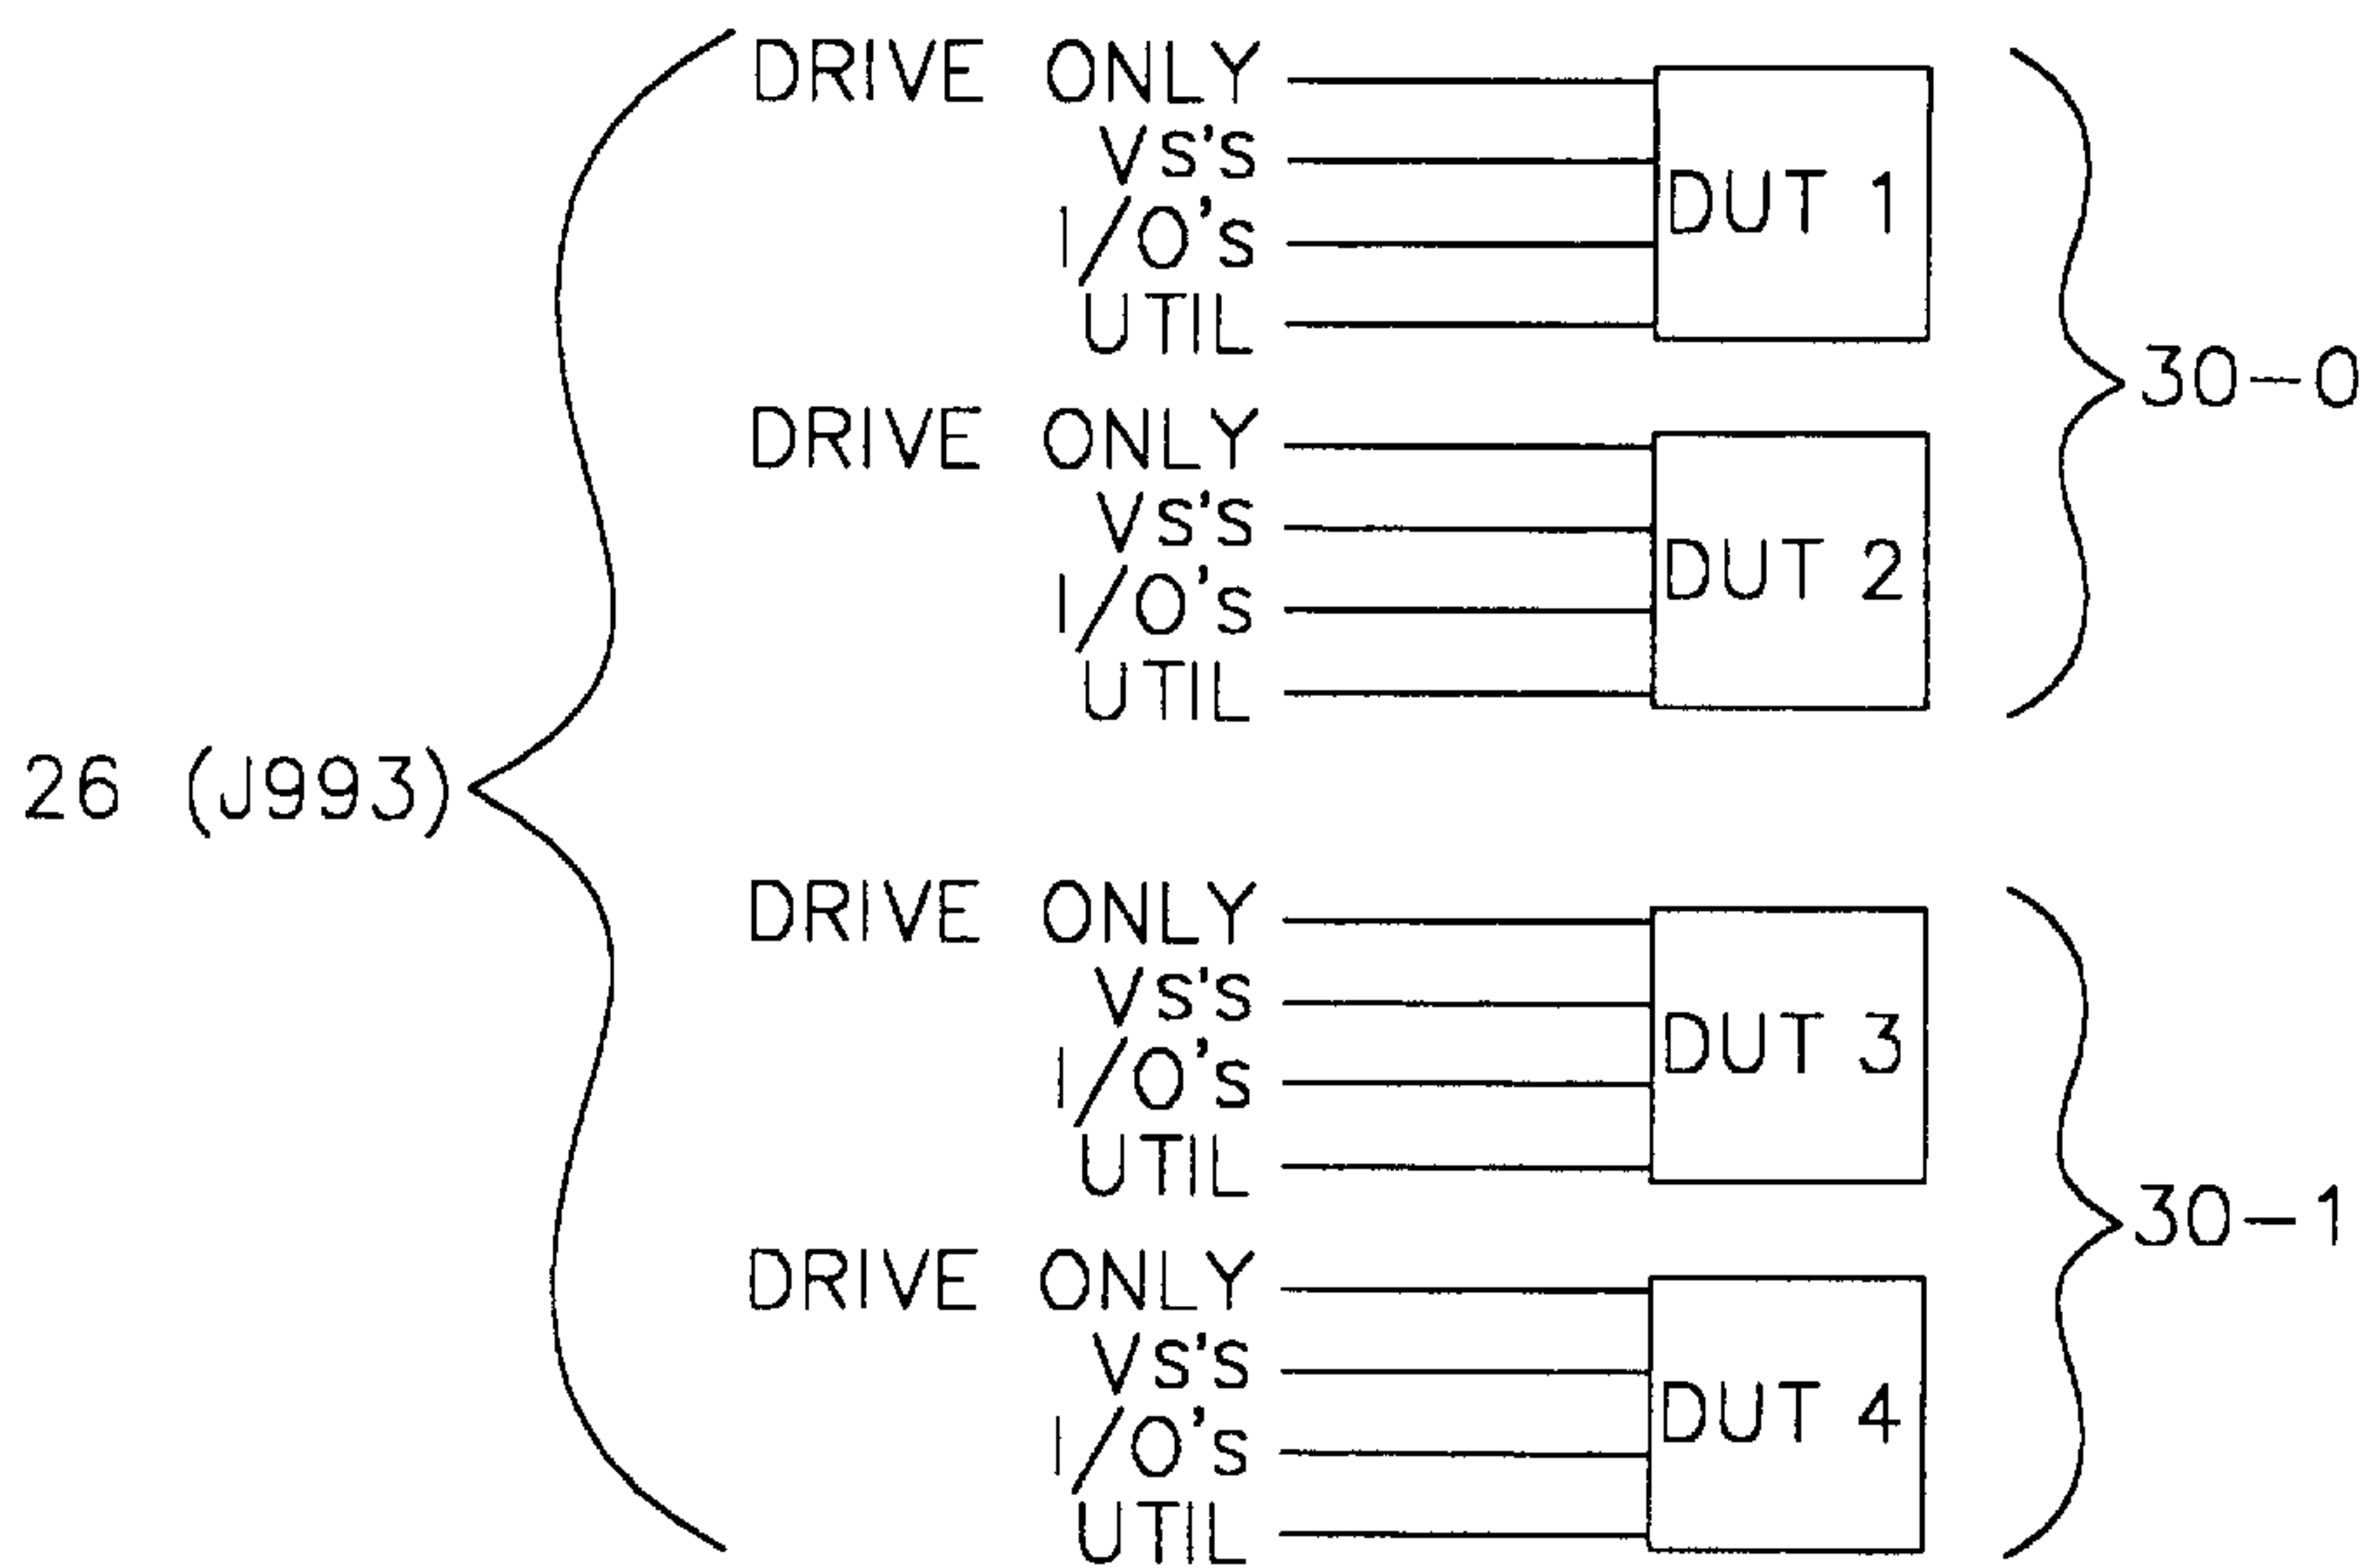 DRIVE ONLY
VS'S
I/O'S
UTIL
DUT 1
30-0
DRIVE ONLY
VS'S
I/O'S
UTIL
DUT 2
26 (J993)
DRIVE ONLY
VS'S
I/O'S
UTIL
DUT 3
30-1
DRIVE ONLY
VS'S
I/O'S
UTIL
DUT 4